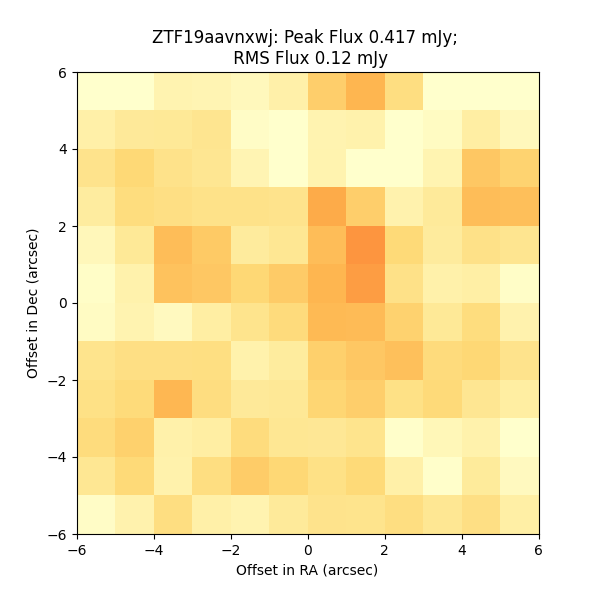 ZTF19aavnxwj: Peak Flux 0.417 mJy;
RMS Flux 0.12 mJy
6
4
2
0
−2
−4
−6
Offset in Dec (arcsec)
−6 −4 −2 0 2 4 6
Offset in RA (arcsec)